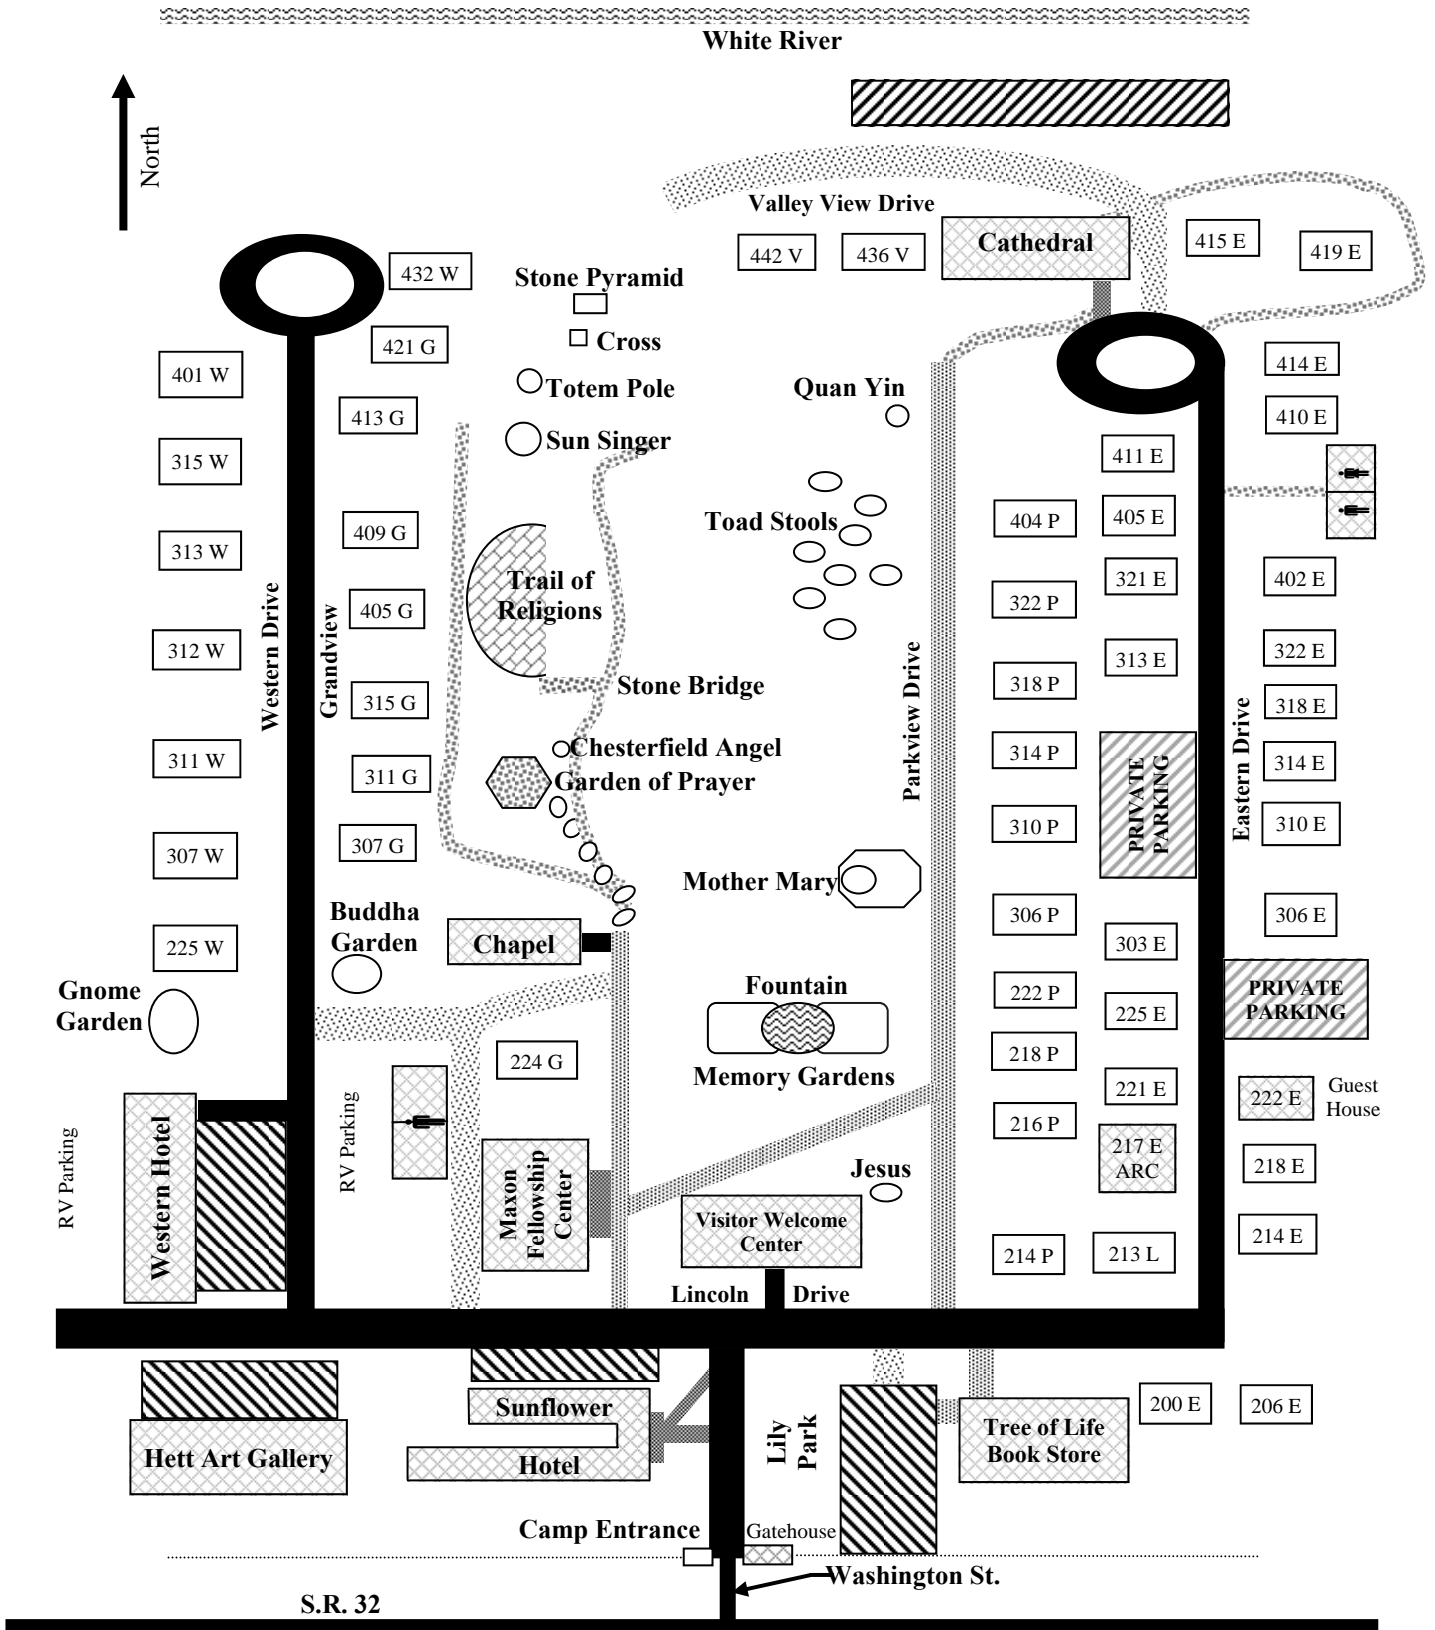 White River
North
Valley View Drive
442 V
436 V
Cathedral
415 E
419 E
432 W
Stone Pyramid
421 G
Cross
401 W
414 E
Totem Pole
Quan Yin
413 G
410 E
Sun Singer
411 E
315 W
404 P
405 E
Toad Stools
409 G
313 W
Trail of
Religions
321 E
402 E
322 P
405 G
Western Drive
Grandview
312 W
313 E
322 E
Stone Bridge
318 P
315 G
318 E
Parkview Drive
Eastern Drive
Chesterfield Angel
314 P
311 W
314 E
311 G
Garden of Prayer
PRIVATE
PARKING
310 P
310 E
307 G
307 W
Mother Mary
Buddha
Garden
306 P
306 E
225 W
Chapel
303 E
Gnome
Garden
Fountain
222 P
PRIVATE
PARKING
225 E
224 G
218 P
Memory Gardens
221 E
222 E
Guest
House
RV Parking
RV Parking
216 P
Western Hotel
Maxon
Fellowship
Center
217 E
ARC
218 E
Jesus
Visitor Welcome
Center
214 P
213 L
214 E
Lincoln Drive
Sunflower
Hotel
Lily
Park
200 E
206 E
Tree of Life
Book Store
Hett Art Gallery
Camp Entrance
Gatehouse
Washington St.
S.R. 32